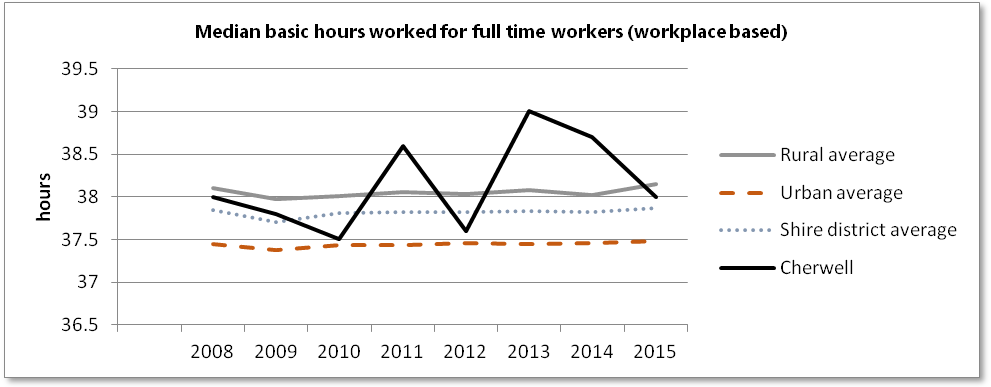 Median basic hours worked for full time workers (workplace based)
hours
39.5
39
38.5
38
37.5
37
36.5
2008 2009 2010 2011 2012 2013 2014 2015
Rural average
Urban average
Shire district average
Cherwell